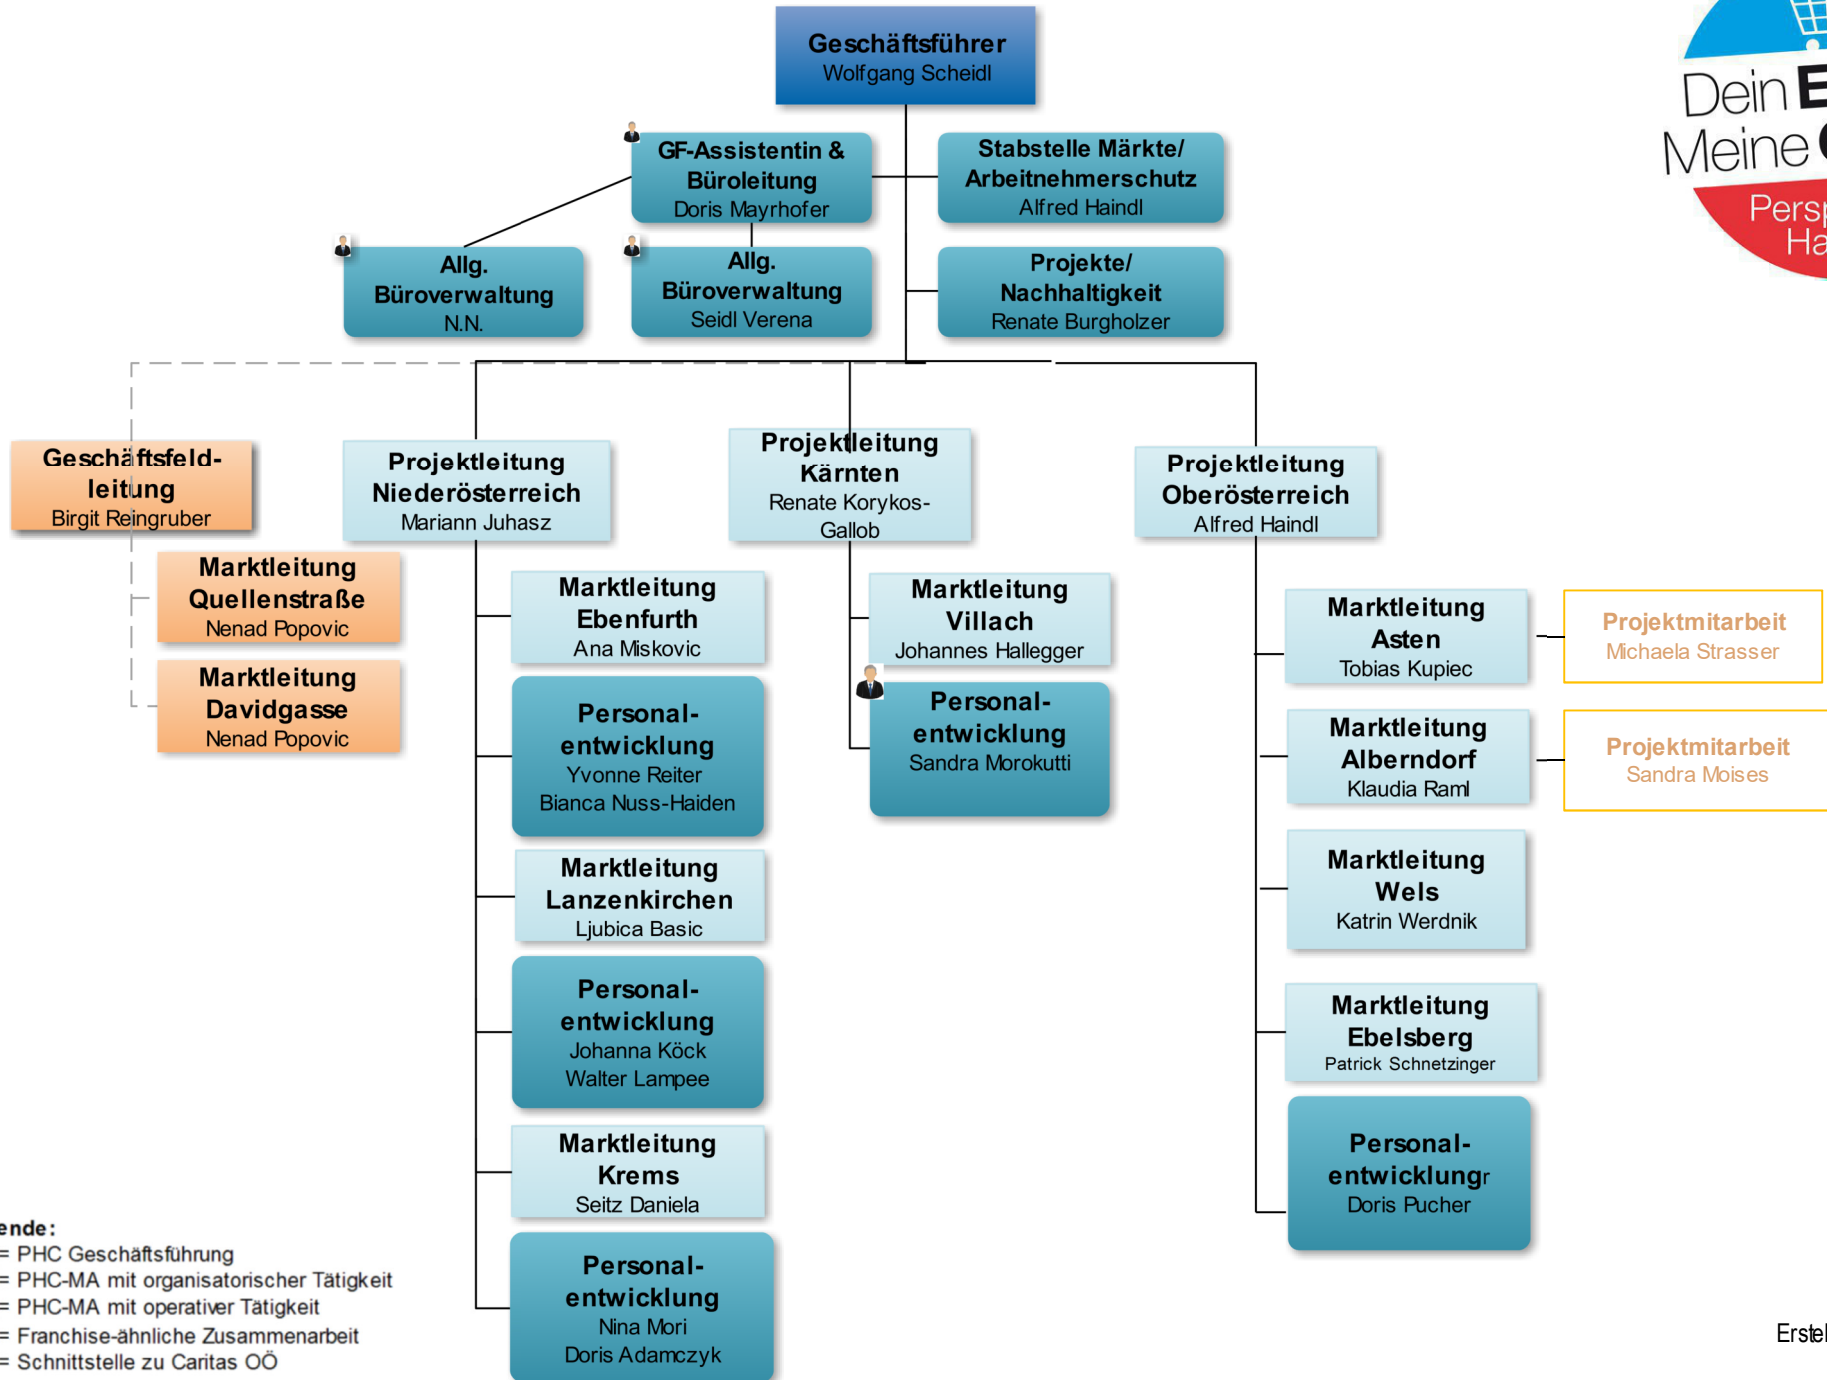 Geschäftsführer
Wolfgang Scheidl
Dein
Meine
GF-Assistentin &
Büroleitung
Doris Mayrhofer
Stabstelle Märkte/
Arbeitnehmerschutz
Alfred Haindl
Allg.
Büroverwaltung
N.N.
Allg.
Büroverwaltung
Seidl Verena
Projekte/
Nachhaltigkeit
Renate Burgholzer
Geschäftsfeld-
leitung
Birgit Reingruber
Marktleitung
Quellenstraße
Nenad Popovic
Marktleitung
Davidgasse
Nenad Popovic
Projektleitung
Niederösterreich
Mariann Juhasz
Marktleitung
Ebenfurth
Ana Miskovic
Personal-
entwicklung
Yvonne Reiter
Bianca Nuss-Haiden
Marktleitung
Lanzenkirchen
Ljubica Basic
Personal-
entwicklung
Johanna Köck
Walter Lampee
Marktleitung
Krems
Seitz Daniela
Personal-
entwicklung
Nina Mori
Doris Adamczyk
Projektleitung
Kärnten
Renate Korykos-
Gallob
Marktleitung
Villach
Johannes Hallegger
Personal-
entwicklung
Sandra Morokutti
Projektleitung
Oberösterreich
Alfred Haindl
Marktleitung
Asten
Tobias Kupiec
Projektmitarbeit
Michaela Strasser
Marktleitung
Alberndorf
Klaudia Raml
Projektmitarbeit
Sandra Moises
Marktleitung
Wels
Katrin Werdnik
Marktleitung
Ebelsberg
Patrick Schnetzinger
Personal-
entwicklungr
Doris Pucher
ende:
= PHC Geschäftsführung
= PHC-MA mit organisatorischer Tätigkeit
= PHC-MA mit operativer Tätigkeit
= Franchise-ähnliche Zusammenarbeit
= Schnittstelle zu Caritas OÖ